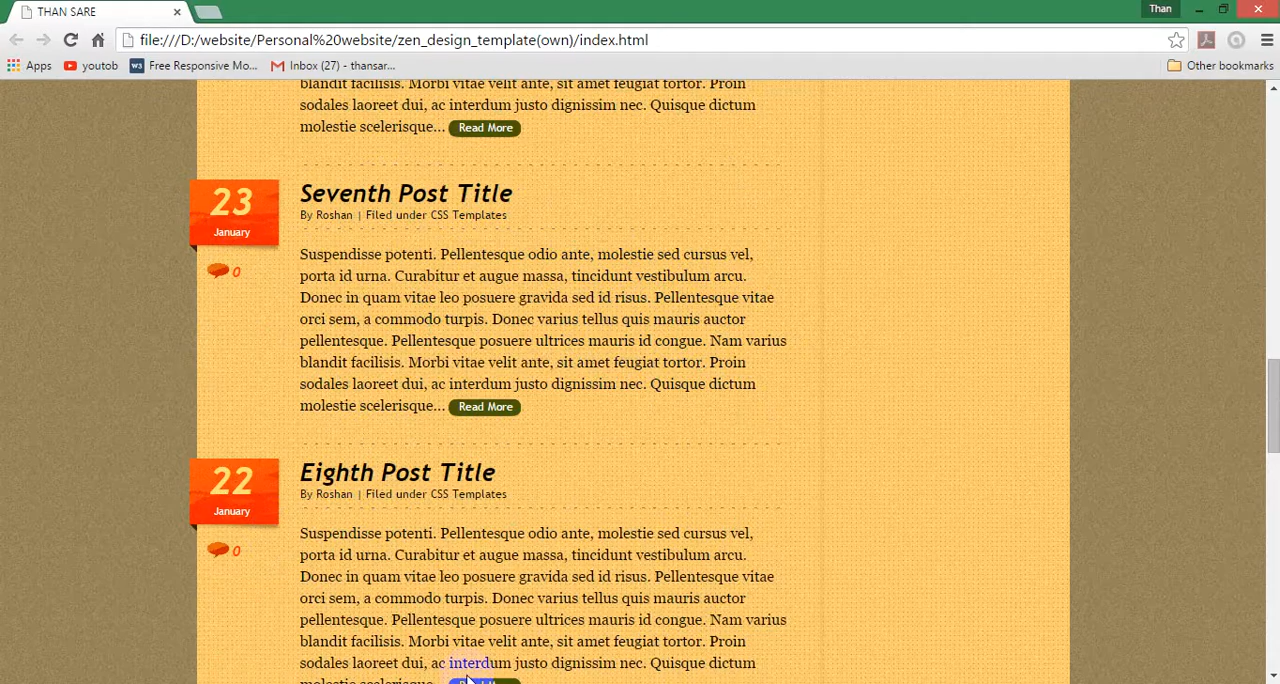 THAN SARE
Than
file:///D:/website/Personal%20website/zen_design_template(own)/index.html
Apps youtob Free Responsive Mo... Inbox (27) - thansar... Other bookmarks
blandit facilisis. Morbi vitae velit ante, sit amet feugiat tortor. Proin
sodales laoreet dui, ac interdum justo dignissim nec. Quisque dictum
molestie scelerisque... Read More
23
January
0
Seventh Post Title
By Roshan | Filed under CSS Templates
Suspendisse potenti. Pellentesque odio ante, molestie sed cursus vel,
porta id urna. Curabitur et augue massa, tincidunt vestibulum arcu.
Donec in quam vitae leo posuere gravida sed id risus. Pellentesque vitae
orci sem, a commodo turpis. Donec varius tellus quis mauris auctor
pellentesque. Pellentesque posuere ultrices mauris id congue. Nam varius
blandit facilisis. Morbi vitae velit ante, sit amet feugiat tortor. Proin
sodales laoreet dui, ac interdum justo dignissim nec. Quisque dictum
molestie scelerisque... Read More
22
January
0
Eighth Post Title
By Roshan | Filed under CSS Templates
Suspendisse potenti. Pellentesque odio ante, molestie sed cursus vel,
porta id urna. Curabitur et augue massa, tincidunt vestibulum arcu.
Donec in quam vitae leo posuere gravida sed id risus. Pellentesque vitae
orci sem, a commodo turpis. Donec varius tellus quis mauris auctor
pellentesque. Pellentesque posuere ultrices mauris id congue. Nam varius
blandit facilisis. Morbi vitae velit ante, sit amet feugiat tortor. Proin
sodales laoreet dui, ac interdum justo dignissim nec. Quisque dictum